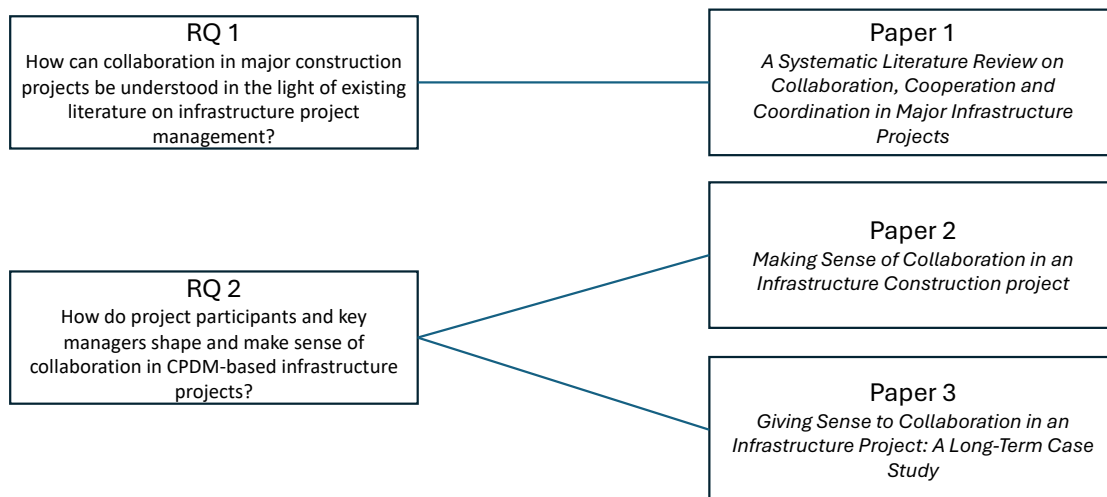 RQ 1
How can collaboration in major construction
projects be understood in the light of existing
literature on infrastructure project
management?
Paper 1
A Systematic Literature Review on
Collaboration, Cooperation and
Coordination in Major Infrastructure
Projects
RQ 2
How do project participants and key
managers shape and make sense of
collaboration in CPDM-based infrastructure
projects?
Paper 2
Making Sense of Collaboration in an
Infrastructure Construction project
Paper 3
Giving Sense to Collaboration in an
Infrastructure Project: A Long-Term Case
Study